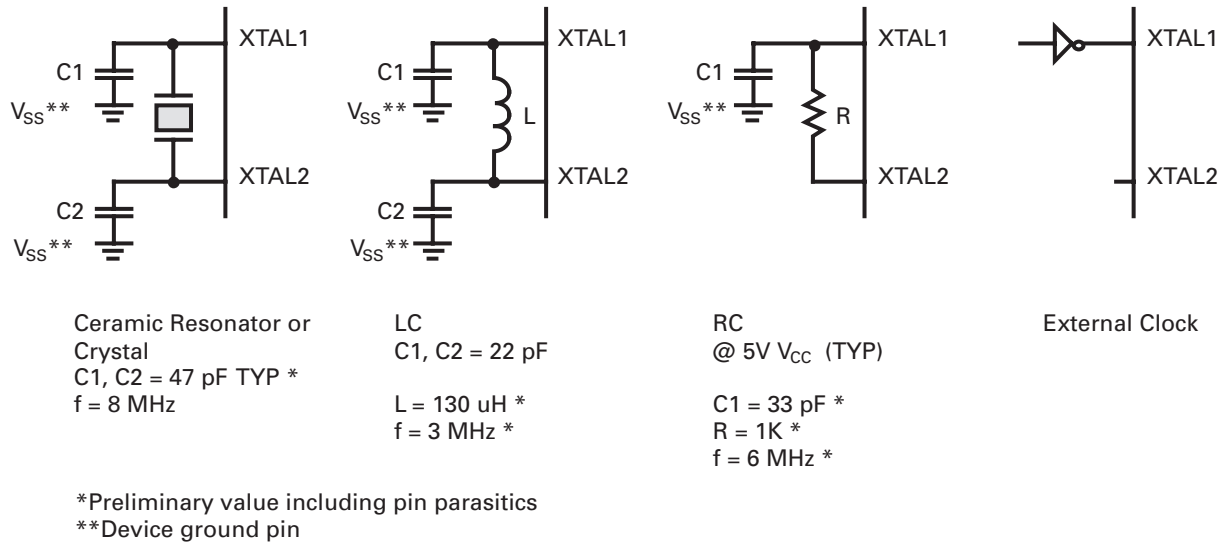 XTAL1
C1
V_SS**
XTAL2
C2
V_SS**
Ceramic Resonator or
Crystal
C1, C2 = 47 pF TYP *
f = 8 MHz
XTAL1
C1
V_SS**
L
XTAL2
C2
V_SS**
LC
C1, C2 = 22 pF
L = 130 uH *
f = 3 MHz *
XTAL1
C1
V_SS**
R
XTAL2
RC
@ 5V V_CC (TYP)
C1 = 33 pF *
R = 1K *
f = 6 MHz *
XTAL1
XTAL2
External Clock
*Preliminary value including pin parasitics
**Device ground pin